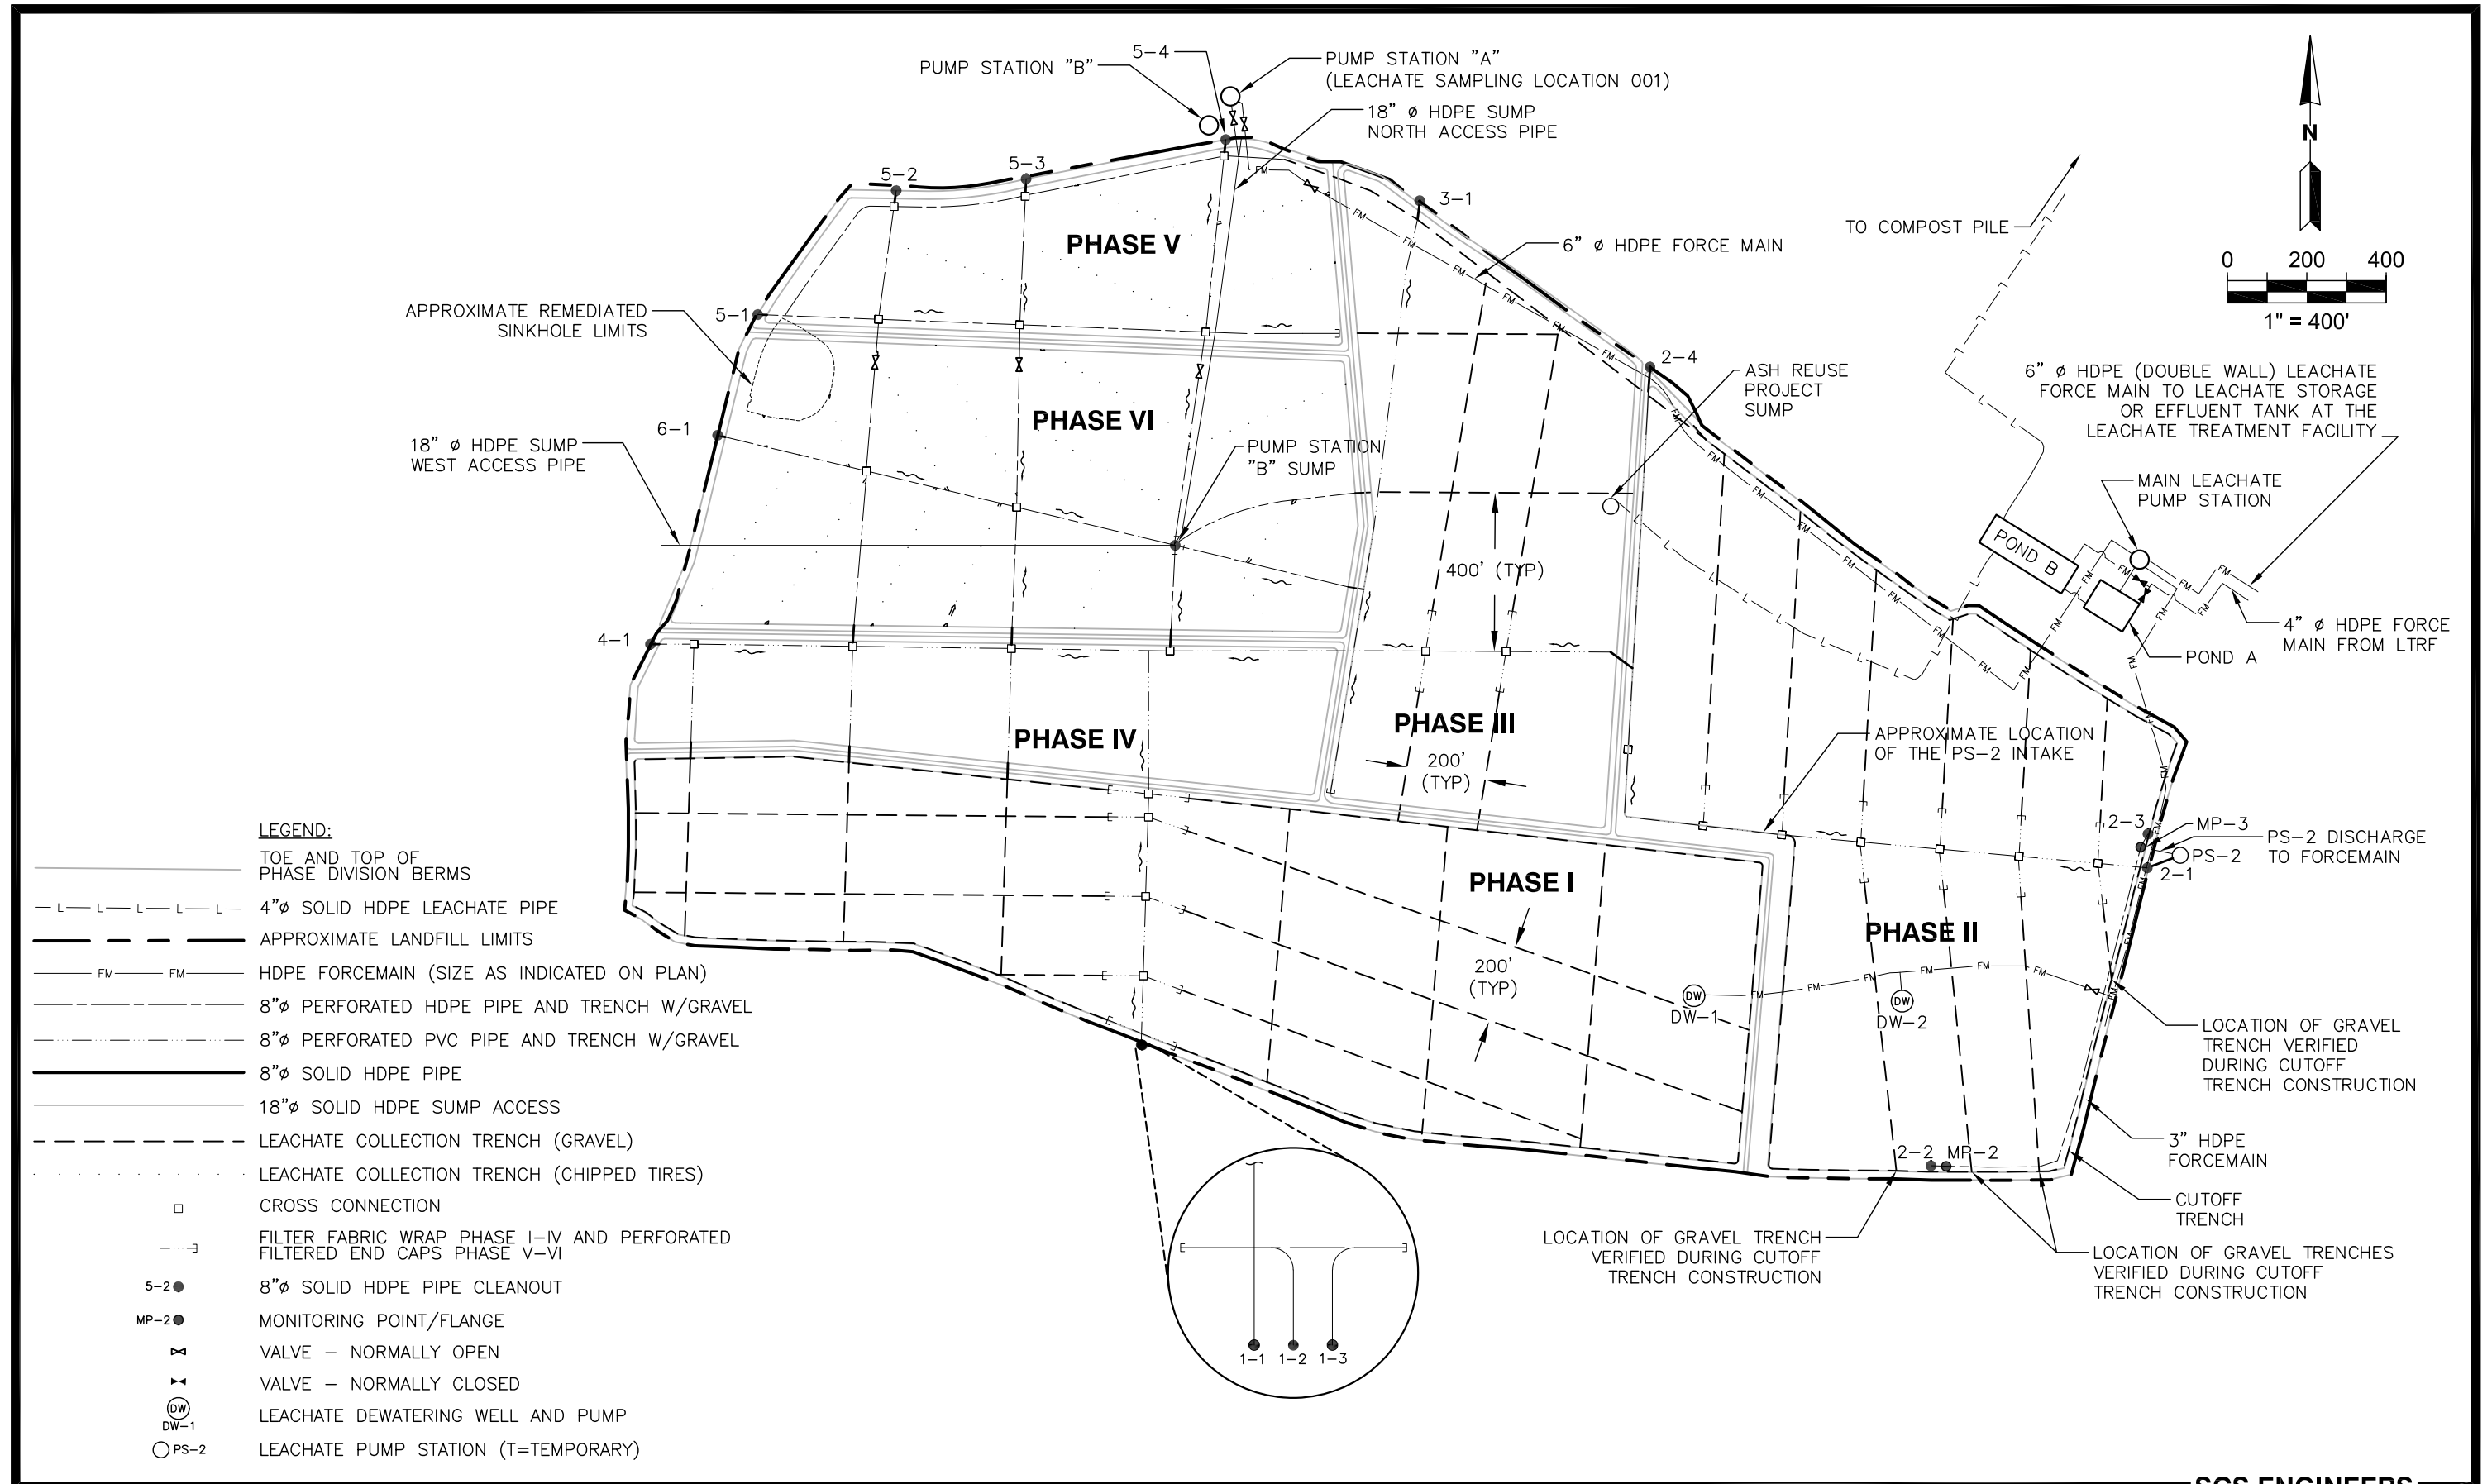 5-4
PUMP STATION "B"
PUMP STATION "A"
(LEACHATE SAMPLING LOCATION 001)
18" ø HDPE SUMP
NORTH ACCESS PIPE
N
5-3
5-2
3-1
TO COMPOST PILE
PHASE V
6" ø HDPE FORCE MAIN
0 200 400
1" = 400'
APPROXIMATE REMEDIATED
SINKHOLE LIMITS
5-1
2-4
ASH REUSE
PROJECT
SUMP
6" ø HDPE (DOUBLE WALL) LEACHATE
FORCE MAIN TO LEACHATE STORAGE
OR EFFLUENT TANK AT THE
LEACHATE TREATMENT FACILITY
PHASE VI
6-1
18" ø HDPE SUMP
WEST ACCESS PIPE
PUMP STATION
"B" SUMP
MAIN LEACHATE
PUMP STATION
POND B
400' (TYP)
4-1
4" ø HDPE FORCE
MAIN FROM LTRF
POND A
PHASE IV
PHASE III
200'
(TYP)
APPROXIMATE LOCATION
OF THE PS-2 INTAKE
2-3
MP-3
PS-2 DISCHARGE
TO FORCEMAIN
PS-2
2-1
PHASE I
PHASE II
200'
(TYP)
DW
DW-1
DW
DW-2
FM FM FM FM FM FM
LOCATION OF GRAVEL
TRENCH VERIFIED
DURING CUTOFF
TRENCH CONSTRUCTION
3" HDPE
FORCEMAIN
2-2 MP-2
CUTOFF
TRENCH
LOCATION OF GRAVEL TRENCH
VERIFIED DURING CUTOFF
TRENCH CONSTRUCTION
LOCATION OF GRAVEL TRENCHES
VERIFIED DURING CUTOFF
TRENCH CONSTRUCTION
1-1 1-2 1-3
LEGEND:
TOE AND TOP OF
PHASE DIVISION BERMS
L L L L L 4"ø SOLID HDPE LEACHATE PIPE
APPROXIMATE LANDFILL LIMITS
FM FM HDPE FORCEMAIN (SIZE AS INDICATED ON PLAN)
8"ø PERFORATED HDPE PIPE AND TRENCH W/GRAVEL
8"ø PERFORATED PVC PIPE AND TRENCH W/GRAVEL
8"ø SOLID HDPE PIPE
18"ø SOLID HDPE SUMP ACCESS
LEACHATE COLLECTION TRENCH (GRAVEL)
LEACHATE COLLECTION TRENCH (CHIPPED TIRES)
CROSS CONNECTION
FILTER FABRIC WRAP PHASE I-IV AND PERFORATED
FILTERED END CAPS PHASE V-VI
5-2 8"ø SOLID HDPE PIPE CLEANOUT
MP-2 MONITORING POINT/FLANGE
VALVE - NORMALLY OPEN
VALVE - NORMALLY CLOSED
DW
DW-1 LEACHATE DEWATERING WELL AND PUMP
PS-2 LEACHATE PUMP STATION (T=TEMPORARY)
SCS ENGINEERS